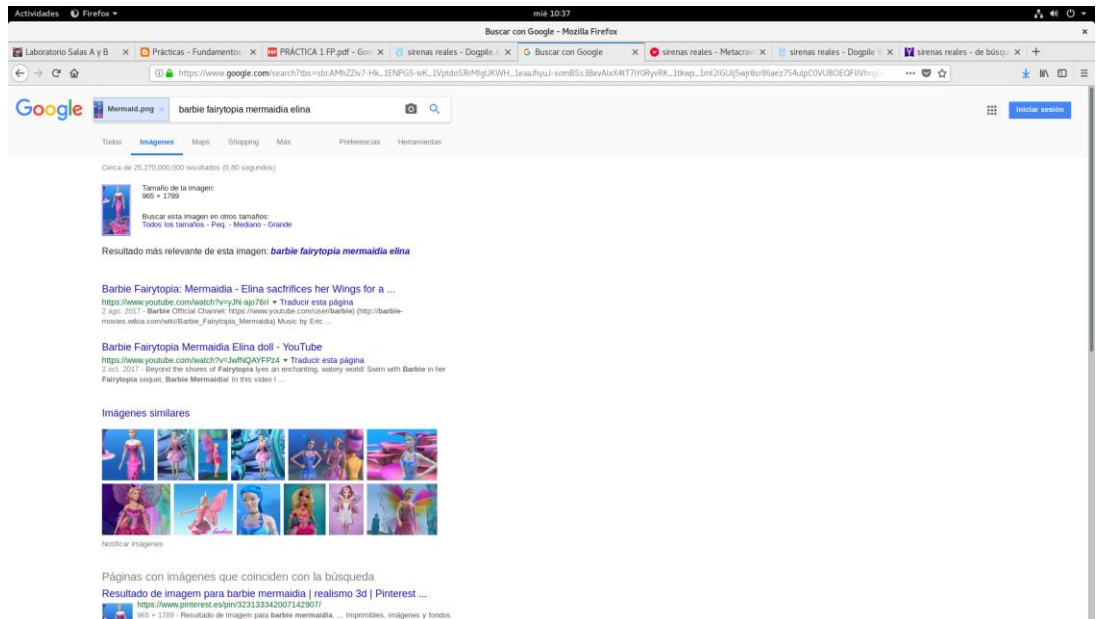 Actividades Firefox mié 10:37
Buscar con Google - Mozilla Firefox
Laboratorio Salas A y B Prácticas - Fundamentos PRÁCTICA 1 FP.pdf - Goo sirenas reales - Dogpile. Buscar con Google sirenas reales - Metacraw sirenas reales - Dogpile sirenas reales - de búsqu
Google Mermaid.png barbie fairytopia mermaidia elina Iniciar sesión
Todos Imágenes Maps Shopping Más Preferencias Herramientas
Cerca de 25,270,000,000 resultados (0.80 segundos)
Tamaño de la imagen:
965 × 1789
Buscar esta imagen en otros tamaños:
Todos los tamaños - Peq. - Mediano - Grande
Resultado más relevante de esta imagen: barbie fairytopia mermaidia elina
Barbie Fairytopia: Mermaidia - Elina sacfrifices her Wings for a ...
https://www.youtube.com/watch?v=yJN-ajo76rI Traducir esta página
2 ago. 2017 - Barbie Official Channel: https://www.youtube.com/user/barbie) (http://barbie-
movies.wikia.com/wiki/Barbie_Fairytopia_Mermaidia) Music by Eric ...
Barbie Fairytopia Mermaidia Elina doll - YouTube
https://www.youtube.com/watch?v=JwfNQAYFPz4 Traducir esta página
2 oct. 2017 - Beyond the shores of Fairytopia lyes an enchanting, watery world! Swim with Barbie in her
Fairytopia sequel, Barbie Mermaidia! In this video I ...
Imágenes similares
Notificar imágenes
Páginas con imágenes que coinciden con la búsqueda
Resultado de imagem para barbie mermaidia | realismo 3d | Pinterest ...
https://www.pinterest.es/pin/323133342007142907/
965 × 1789 - Resultado de imagem para barbie mermaidia. ... Imprimibles, imágenes y fondos